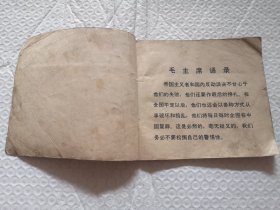 毛主席语录
帝国主义者和国内反动派决不甘心于
他们的失败，他们还要作最后的挣扎。在
全国平定以后，他们也还会以各种方式从
事破坏和捣乱，他们将每日每时企图在中
国复辟。这是必然的，毫无疑义的，我们
务必不要松懈自己的警惕性。